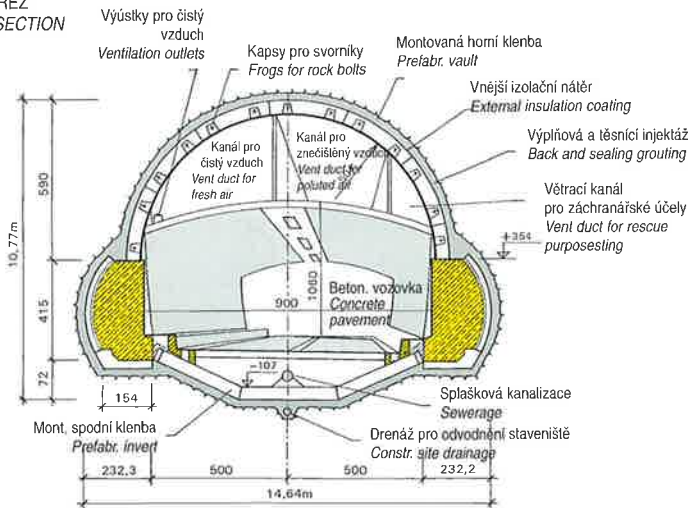 ŘEZ
SECTION
Výústky pro čistý
vzduch
Ventilation outlets
Kapsy pro svorníky
Frogs for rock bolts
Montovaná horní klenba
Prefabr. vault
Vnější izolační nátěr
External insulation coating
Výplňová a těsnící injektáž
Back and sealing grouting
Větrací kanál
pro záchranářské účely
Vent duct for rescue
purposesting
Kanál pro
čistý vzduch
Vent duct for
fresh air
Kanál pro
znečištěný vzduch
Vent duct for
poluted air
+354
10,77m
590
415
72
Beton. vozovka
Concrete
pavement
900
1060
-107
154
Splašková kanalizace
Sewerage
Mont, spodní klenba
Prefabr. invert
Drenáž pro odvodnění staveniště
Constr. site drainage
232,3
500
500
232,2
14,64m